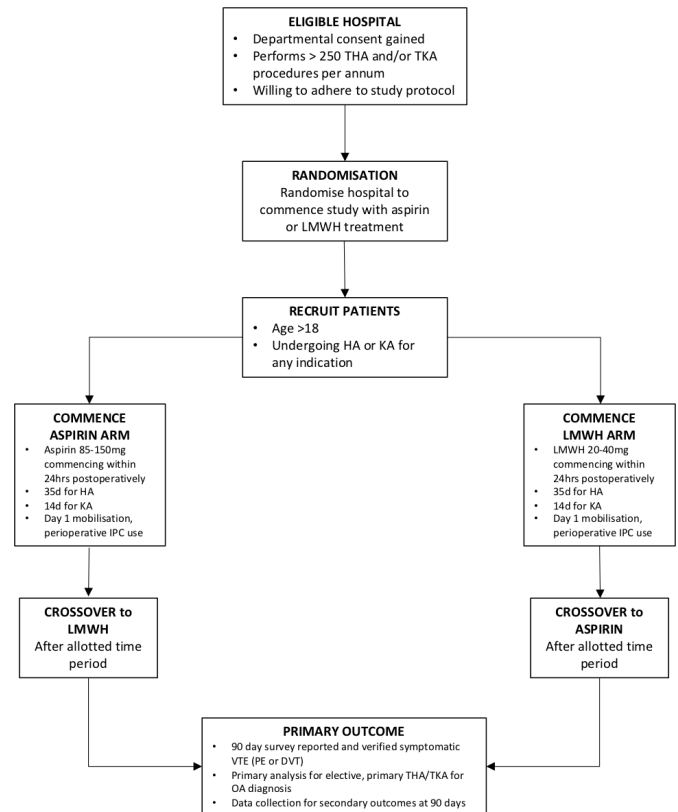 ELIGIBLE HOSPITAL
• Departmental consent gained
• Performs > 250 THA and/or TKA
procedures per annum
• Willing to adhere to study protocol
RANDOMISATION
Randomise hospital to
commence study with aspirin
or LMWH treatment
RECRUIT PATIENTS
• Age >18
• Undergoing HA or KA for
any indication
COMMENCE
ASPIRIN ARM
• Aspirin 85-150mg
commencing within
24hrs postoperatively
• 35d for HA
• 14d for KA
• Day 1 mobilisation,
perioperative IPC use
COMMENCE
LMWH ARM
• LMWH 20-40mg
commencing within
24hrs postoperatively
• 35d for HA
• 14d for KA
• Day 1 mobilisation,
perioperative IPC use
CROSSOVER to
LMWH
After allotted time
period
CROSSOVER to
ASPIRIN
After allotted time
period
PRIMARY OUTCOME
• 90 day survey reported and verified symptomatic
VTE (PE or DVT)
• Primary analysis for elective, primary THA/TKA for
OA diagnosis
• Data collection for secondary outcomes at 90 days